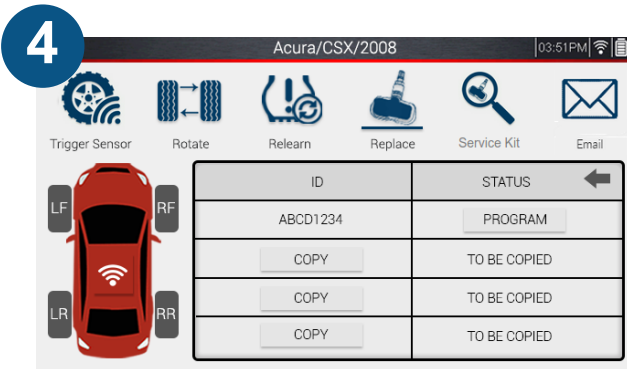 4
Acura/CSX/2008 03:51PM
Trigger Sensor Rotate Relearn Replace Service Kit Email
ID STATUS
LF RF
ABCD1234 PROGRAM
COPY TO BE COPIED
COPY TO BE COPIED
LR RR
COPY TO BE COPIED